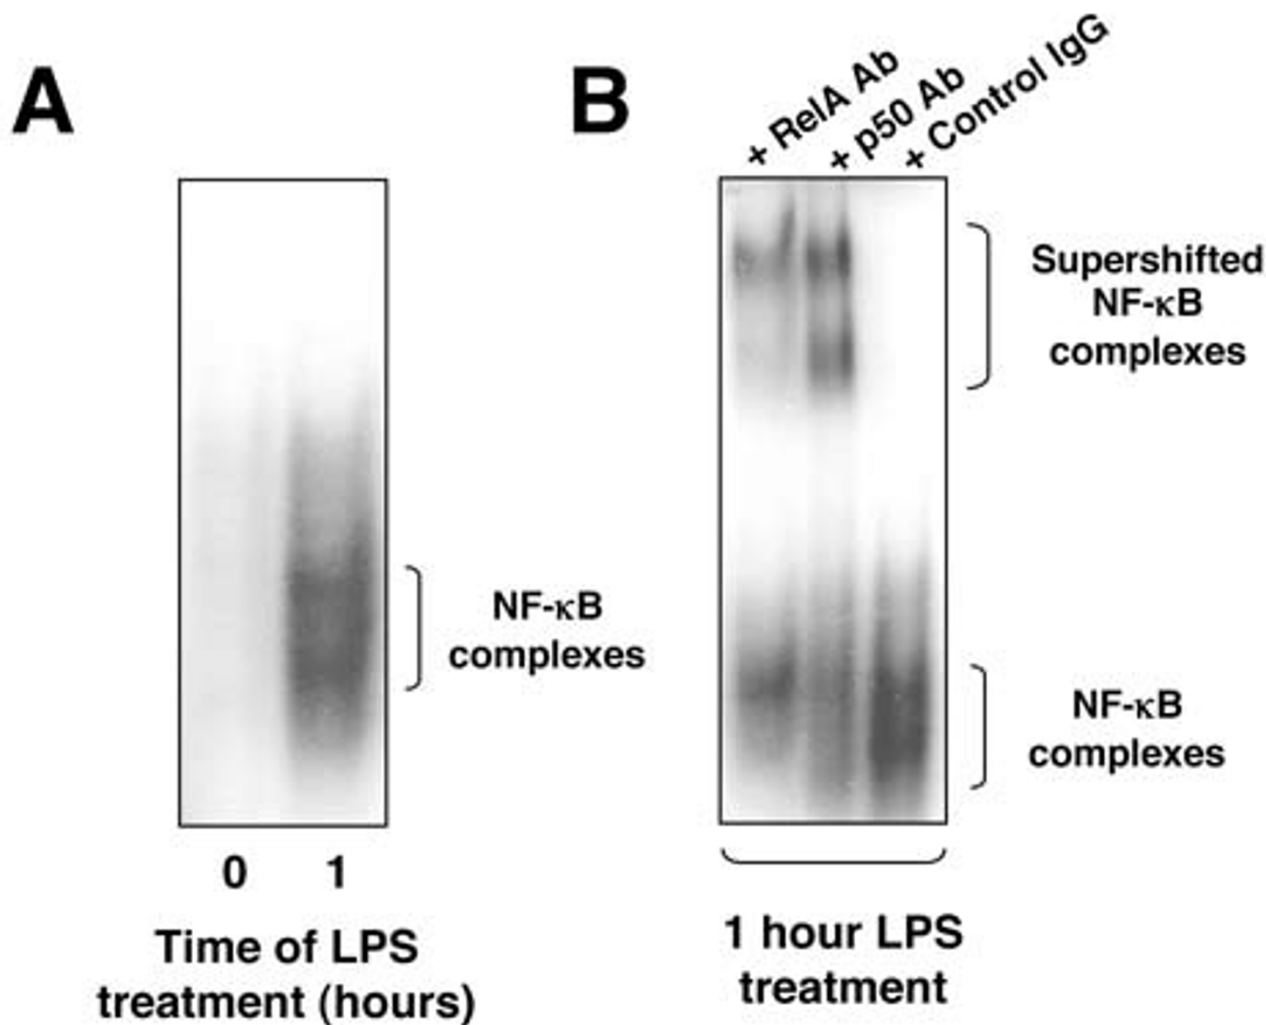 A
B
+ RelA Ab
+ p50 Ab
+ Control IgG
Supershifted
NF-κB
complexes
NF-κB
complexes
NF-κB
complexes
0 1
Time of LPS
treatment (hours)
1 hour LPS
treatment